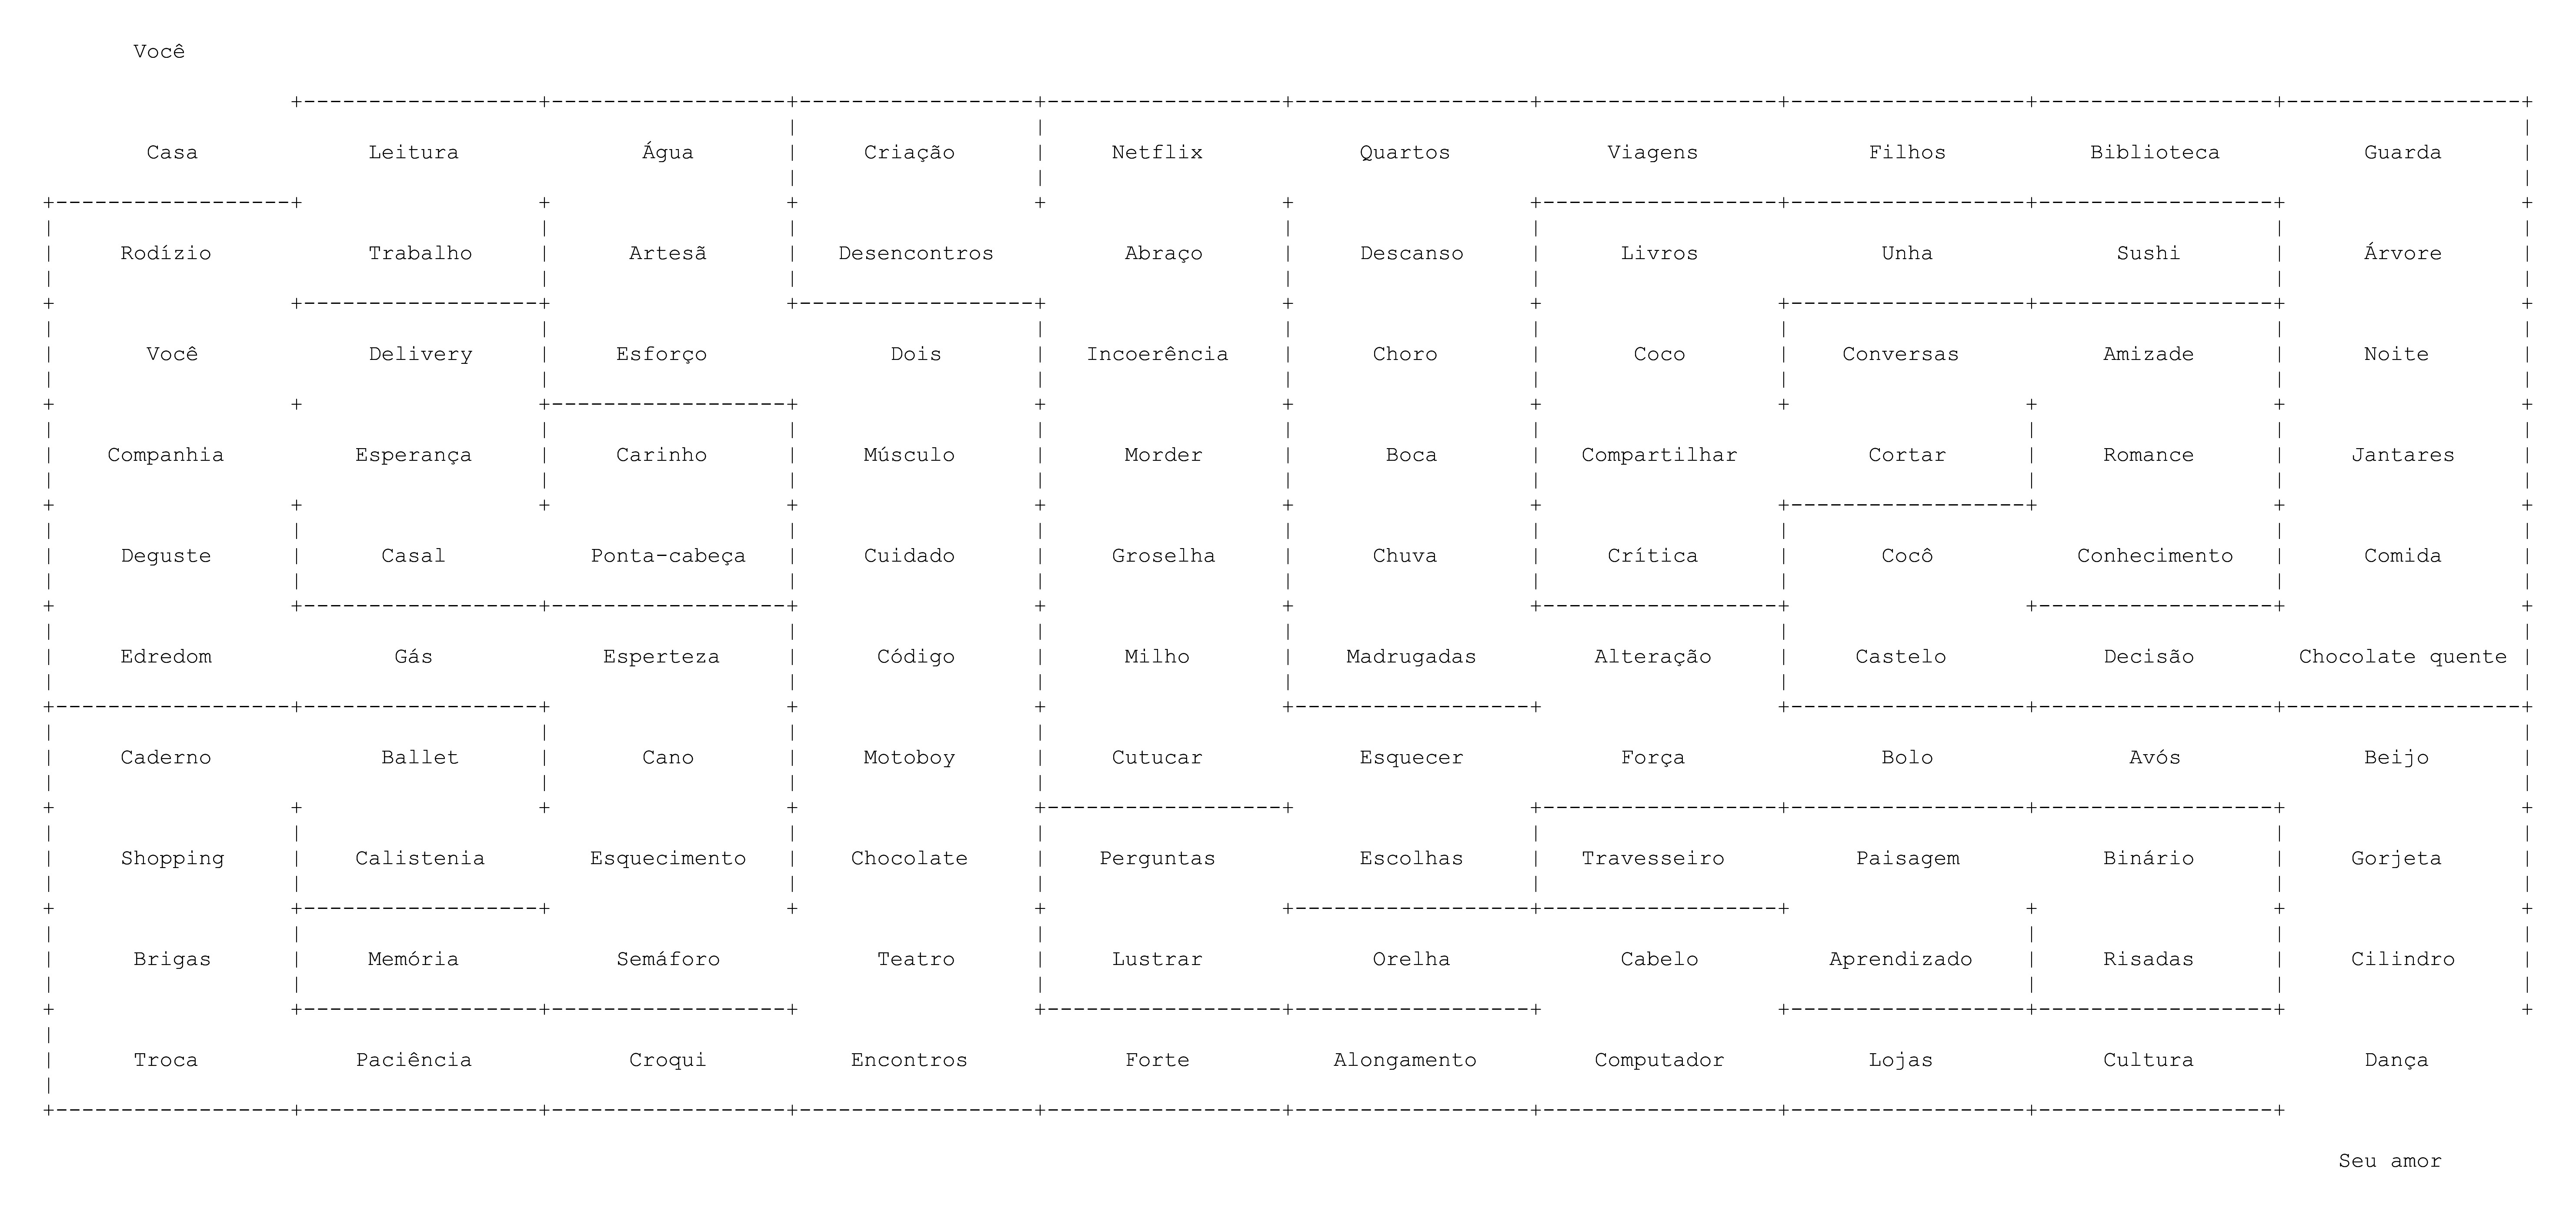 Você
Casa Leitura Água Criação Netflix Quartos Viagens Filhos Biblioteca Guarda
Rodízio Trabalho Artesã Desencontros Abraço Descanso Livros Unha Sushi Árvore
Você Delivery Esforço Dois Incoerência Choro Coco Conversas Amizade Noite
Companhia Esperança Carinho Músculo Morder Boca Compartilhar Cortar Romance Jantares
Deguste Casal Ponta-cabeça Cuidado Groselha Chuva Crítica Cocô Conhecimento Comida
Edredom Gás Esperteza Código Milho Madrugadas Alteração Castelo Decisão Chocolate quente
Caderno Ballet Cano Motoboy Cutucar Esquecer Força Bolo Avós Beijo
Shopping Calistenia Esquecimento Chocolate Perguntas Escolhas Travesseiro Paisagem Binário Gorjeta
Brigas Memória Semáforo Teatro Lustrar Orelha Cabelo Aprendizado Risadas Cilindro
Troca Paciência Croqui Encontros Forte Alongamento Computador Lojas Cultura Dança
Seu amor